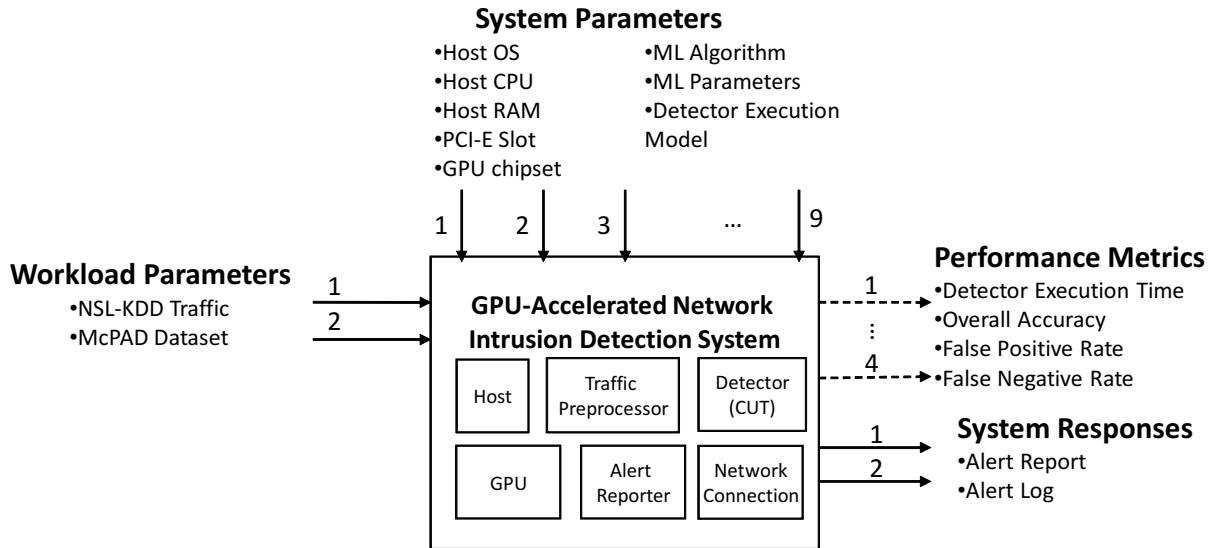 System Parameters
•Host OS
•Host CPU
•Host RAM
•PCI-E Slot
•GPU chipset
•ML Algorithm
•ML Parameters
•Detector Execution
Model
1
2
3
...
9
Workload Parameters
•NSL-KDD Traffic
•McPAD Dataset
1
2
GPU-Accelerated Network
Intrusion Detection System
Host
Traffic
Preprocessor
Detector
(CUT)
GPU
Alert
Reporter
Network
Connection
1
...
4
Performance Metrics
•Detector Execution Time
•Overall Accuracy
•False Positive Rate
•False Negative Rate
1
2
System Responses
•Alert Report
•Alert Log